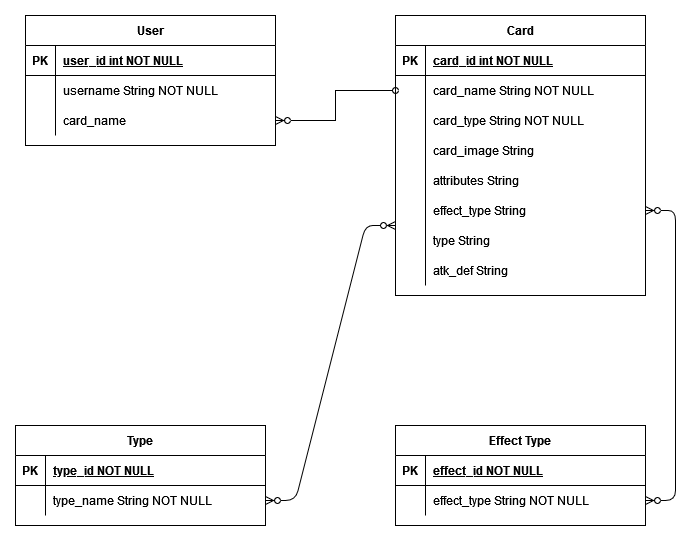 User
PK user_id int NOT NULL
username String NOT NULL
card_name
Card
PK card_id int NOT NULL
card_name String NOT NULL
card_type String NOT NULL
card_image String
attributes String
effect_type String
type String
atk_def String
Type
PK type_id NOT NULL
type_name String NOT NULL
Effect Type
PK effect_id NOT NULL
effect_type String NOT NULL